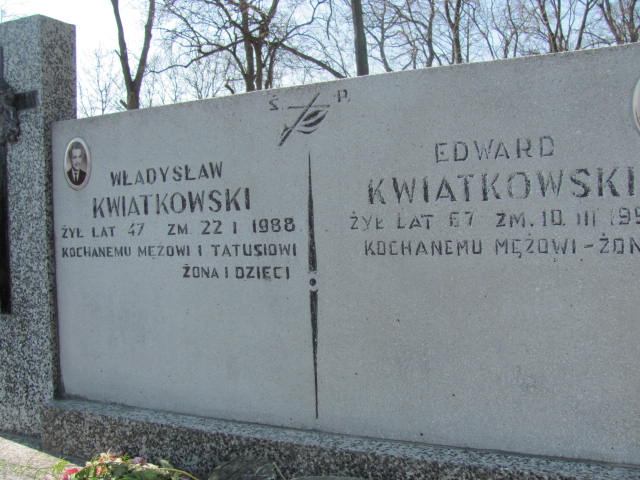 Ś. P.
WŁADYSŁAW
KWIATKOWSKI
ŻYŁ LAT 47 ZM. 22 I 1988
KOCHANEMU MĘŻOWI I TATUSIOWI
ŻONA I DZIECI
EDWARD
KWIATKOWSKI
ŻYŁ LAT 67 ZM. 10 III 199
KOCHANEMU MĘŻOWI - ŻON